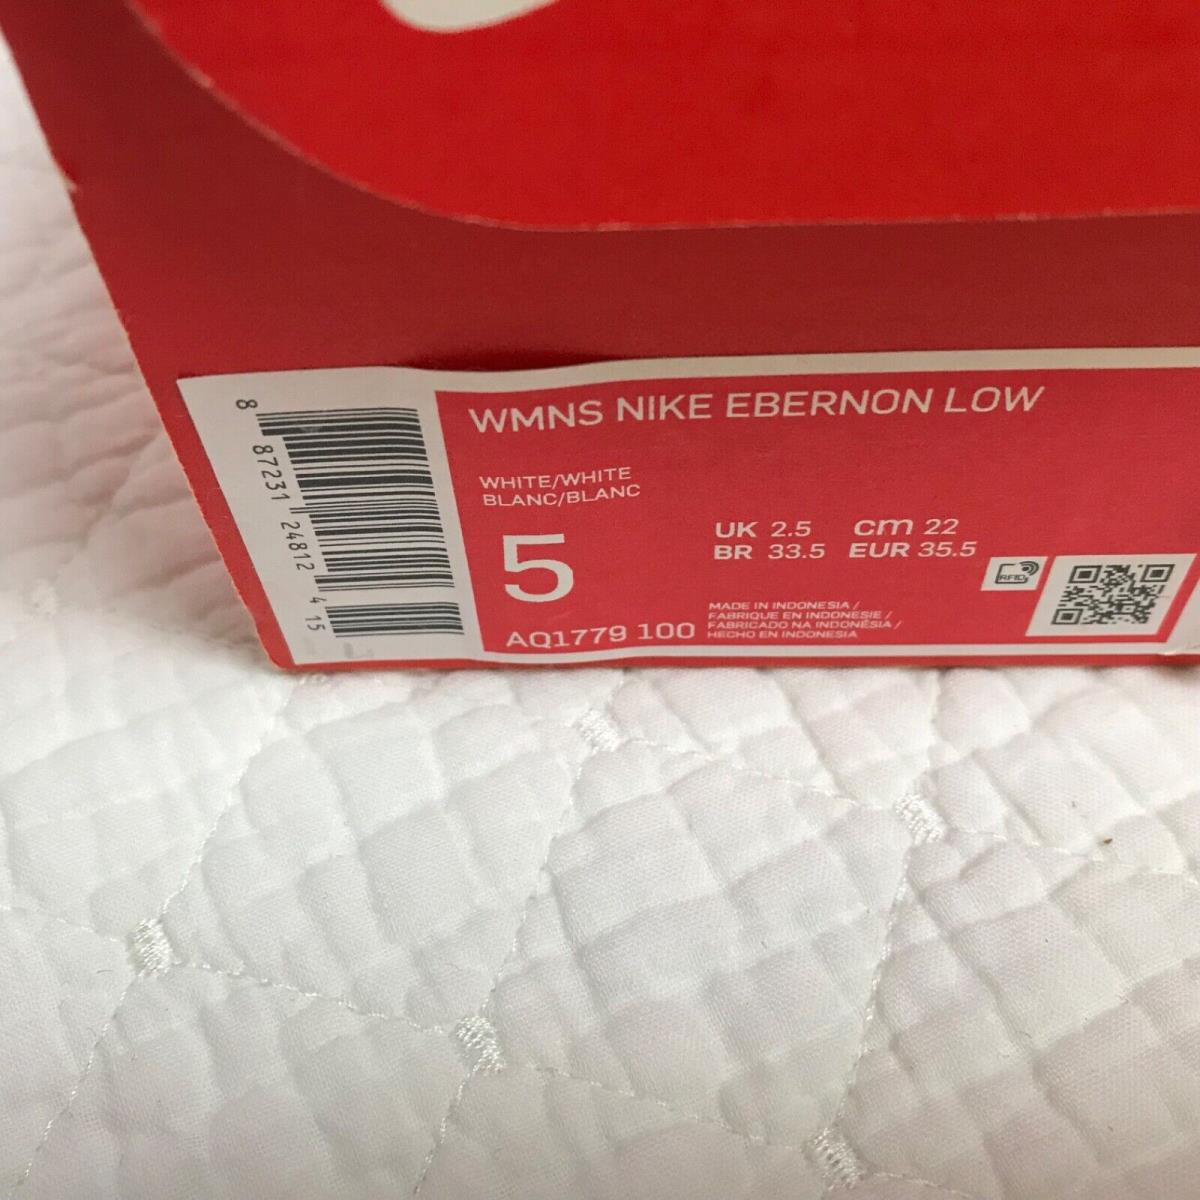 8 87231 24812 4 15
WMNS NIKE EBERNON LOW
WHITE/WHITE
BLANC/BLANC
5
UK 2.5 cm 22
BR 33.5 EUR 35.5
RFID
AQ1779 100
MADE IN INDONESIA /
FABRIQUE EN INDONESIE /
FABRICADO NA INDONÉSIA /
HECHO EN INDONESIA